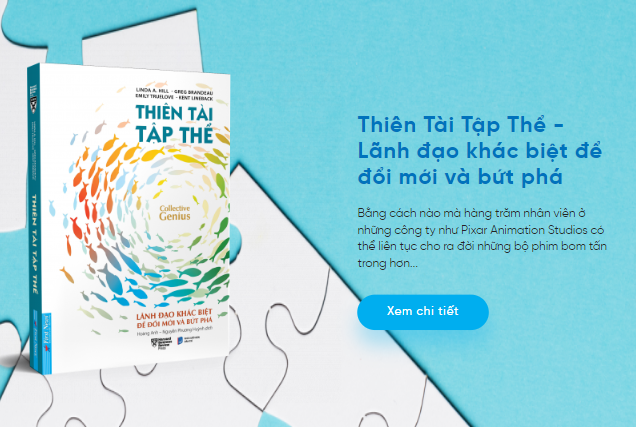 LINDA A. HILL - GREG BRANDEAU
EMILY TRUELOVE - KENT LINEBACK
THIÊN TÀI
TẬP THỂ
Collective
Genius
LÃNH ĐẠO KHÁC BIỆT
ĐỂ ĐỔI MỚI VÀ BỨT PHÁ
THIÊN TÀI TẬP THỂ
Thiên Tài Tập Thể -
Lãnh đạo khác biệt để
đổi mới và bứt phá
Bằng cách nào mà hàng trăm nhân viên ở
những công ty như Pixar Animation Studios có
thể liên tục cho ra đời những bộ phim bom tấn
trong hơn...
Xem chi tiết